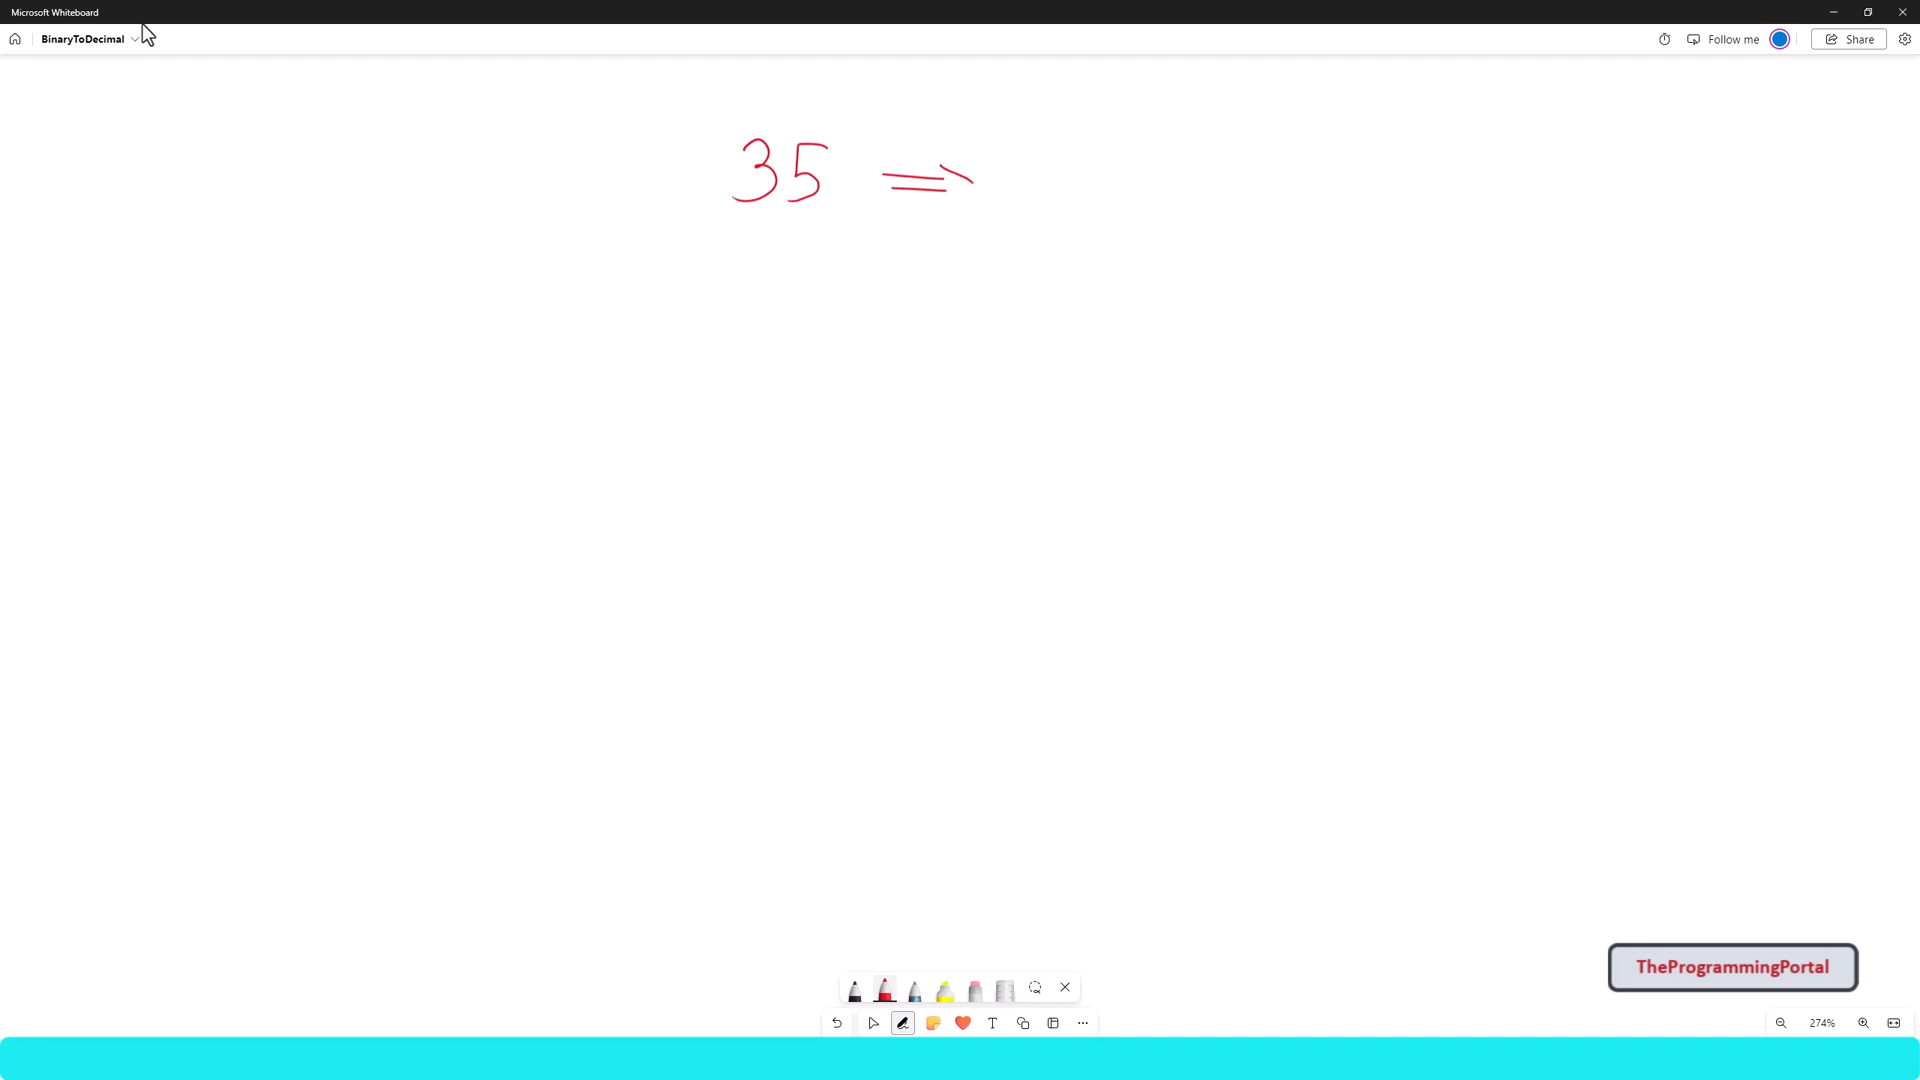 Microsoft Whiteboard
BinaryToDecimal
Follow me
Share
35 ⇒
TheProgrammingPortal
274%